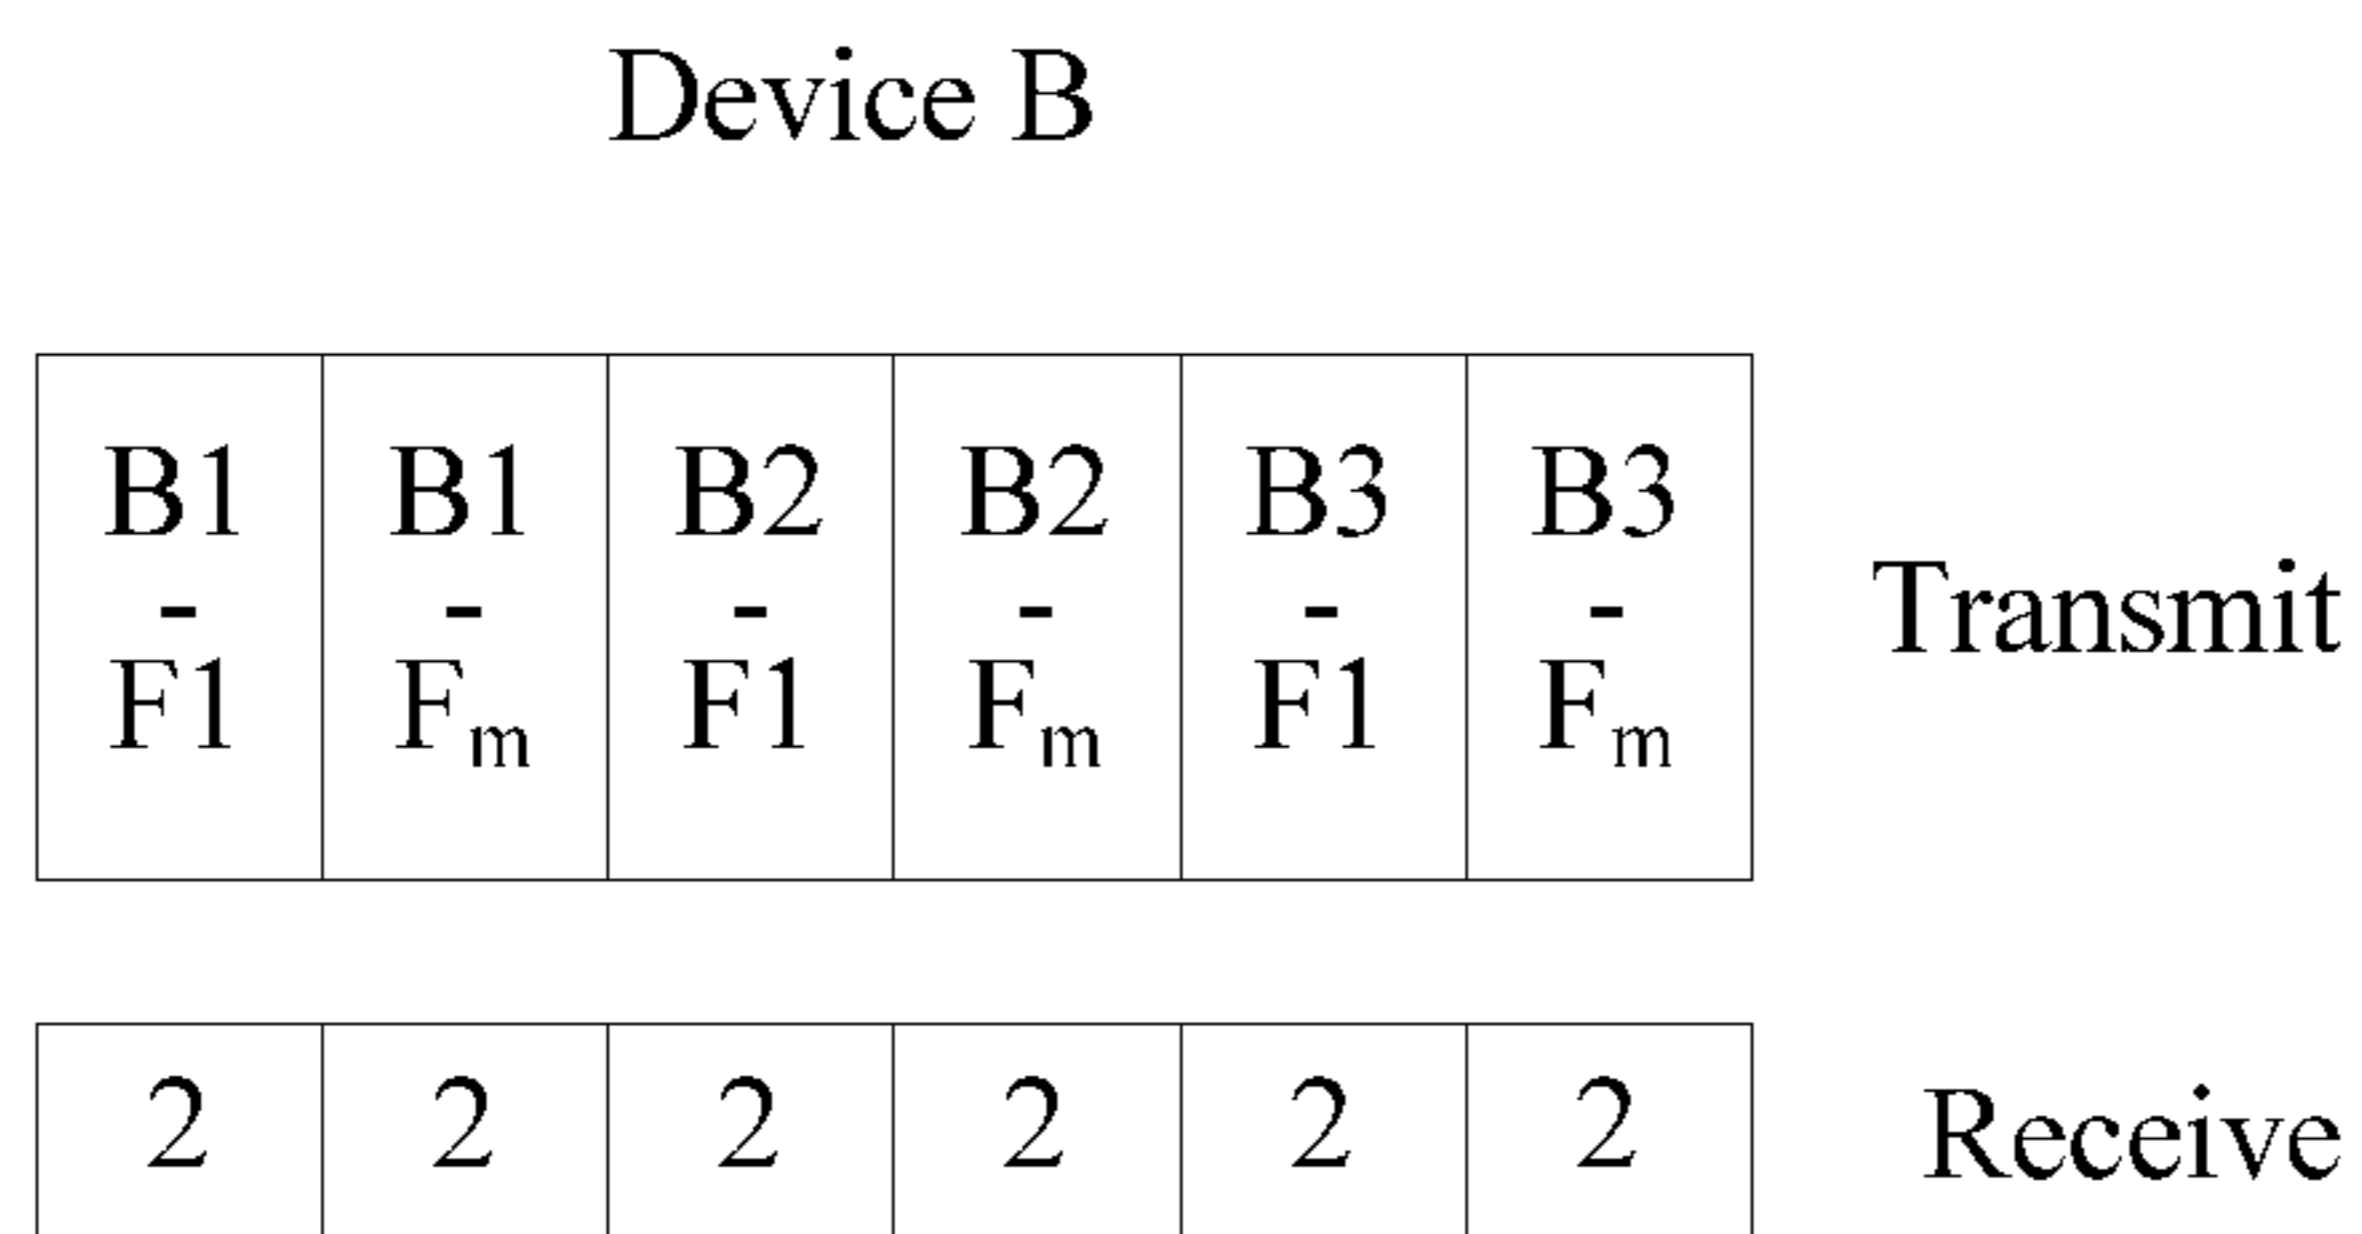 Device B
B1 B1 B2 B2 B3 B3
- - - - - -
F1 Fm F1 Fm F1 Fm
Transmit
2 2 2 2 2 2
Receive